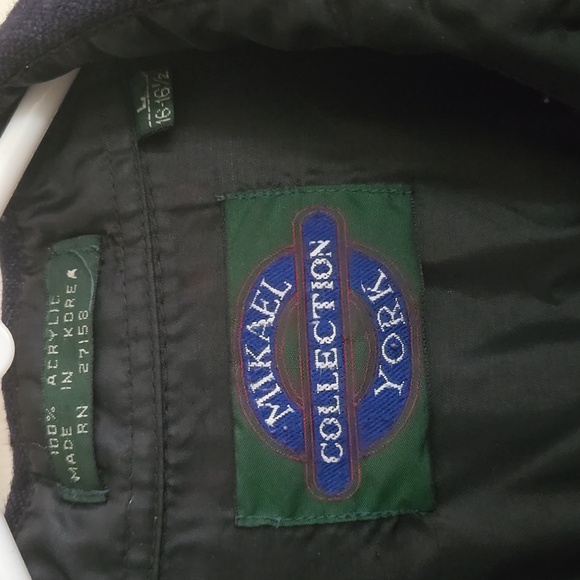 L
16-16½
MIKAEL
COLLECTION
YORK
100% ACRYLIC
MADE IN KOREA
RN 27158